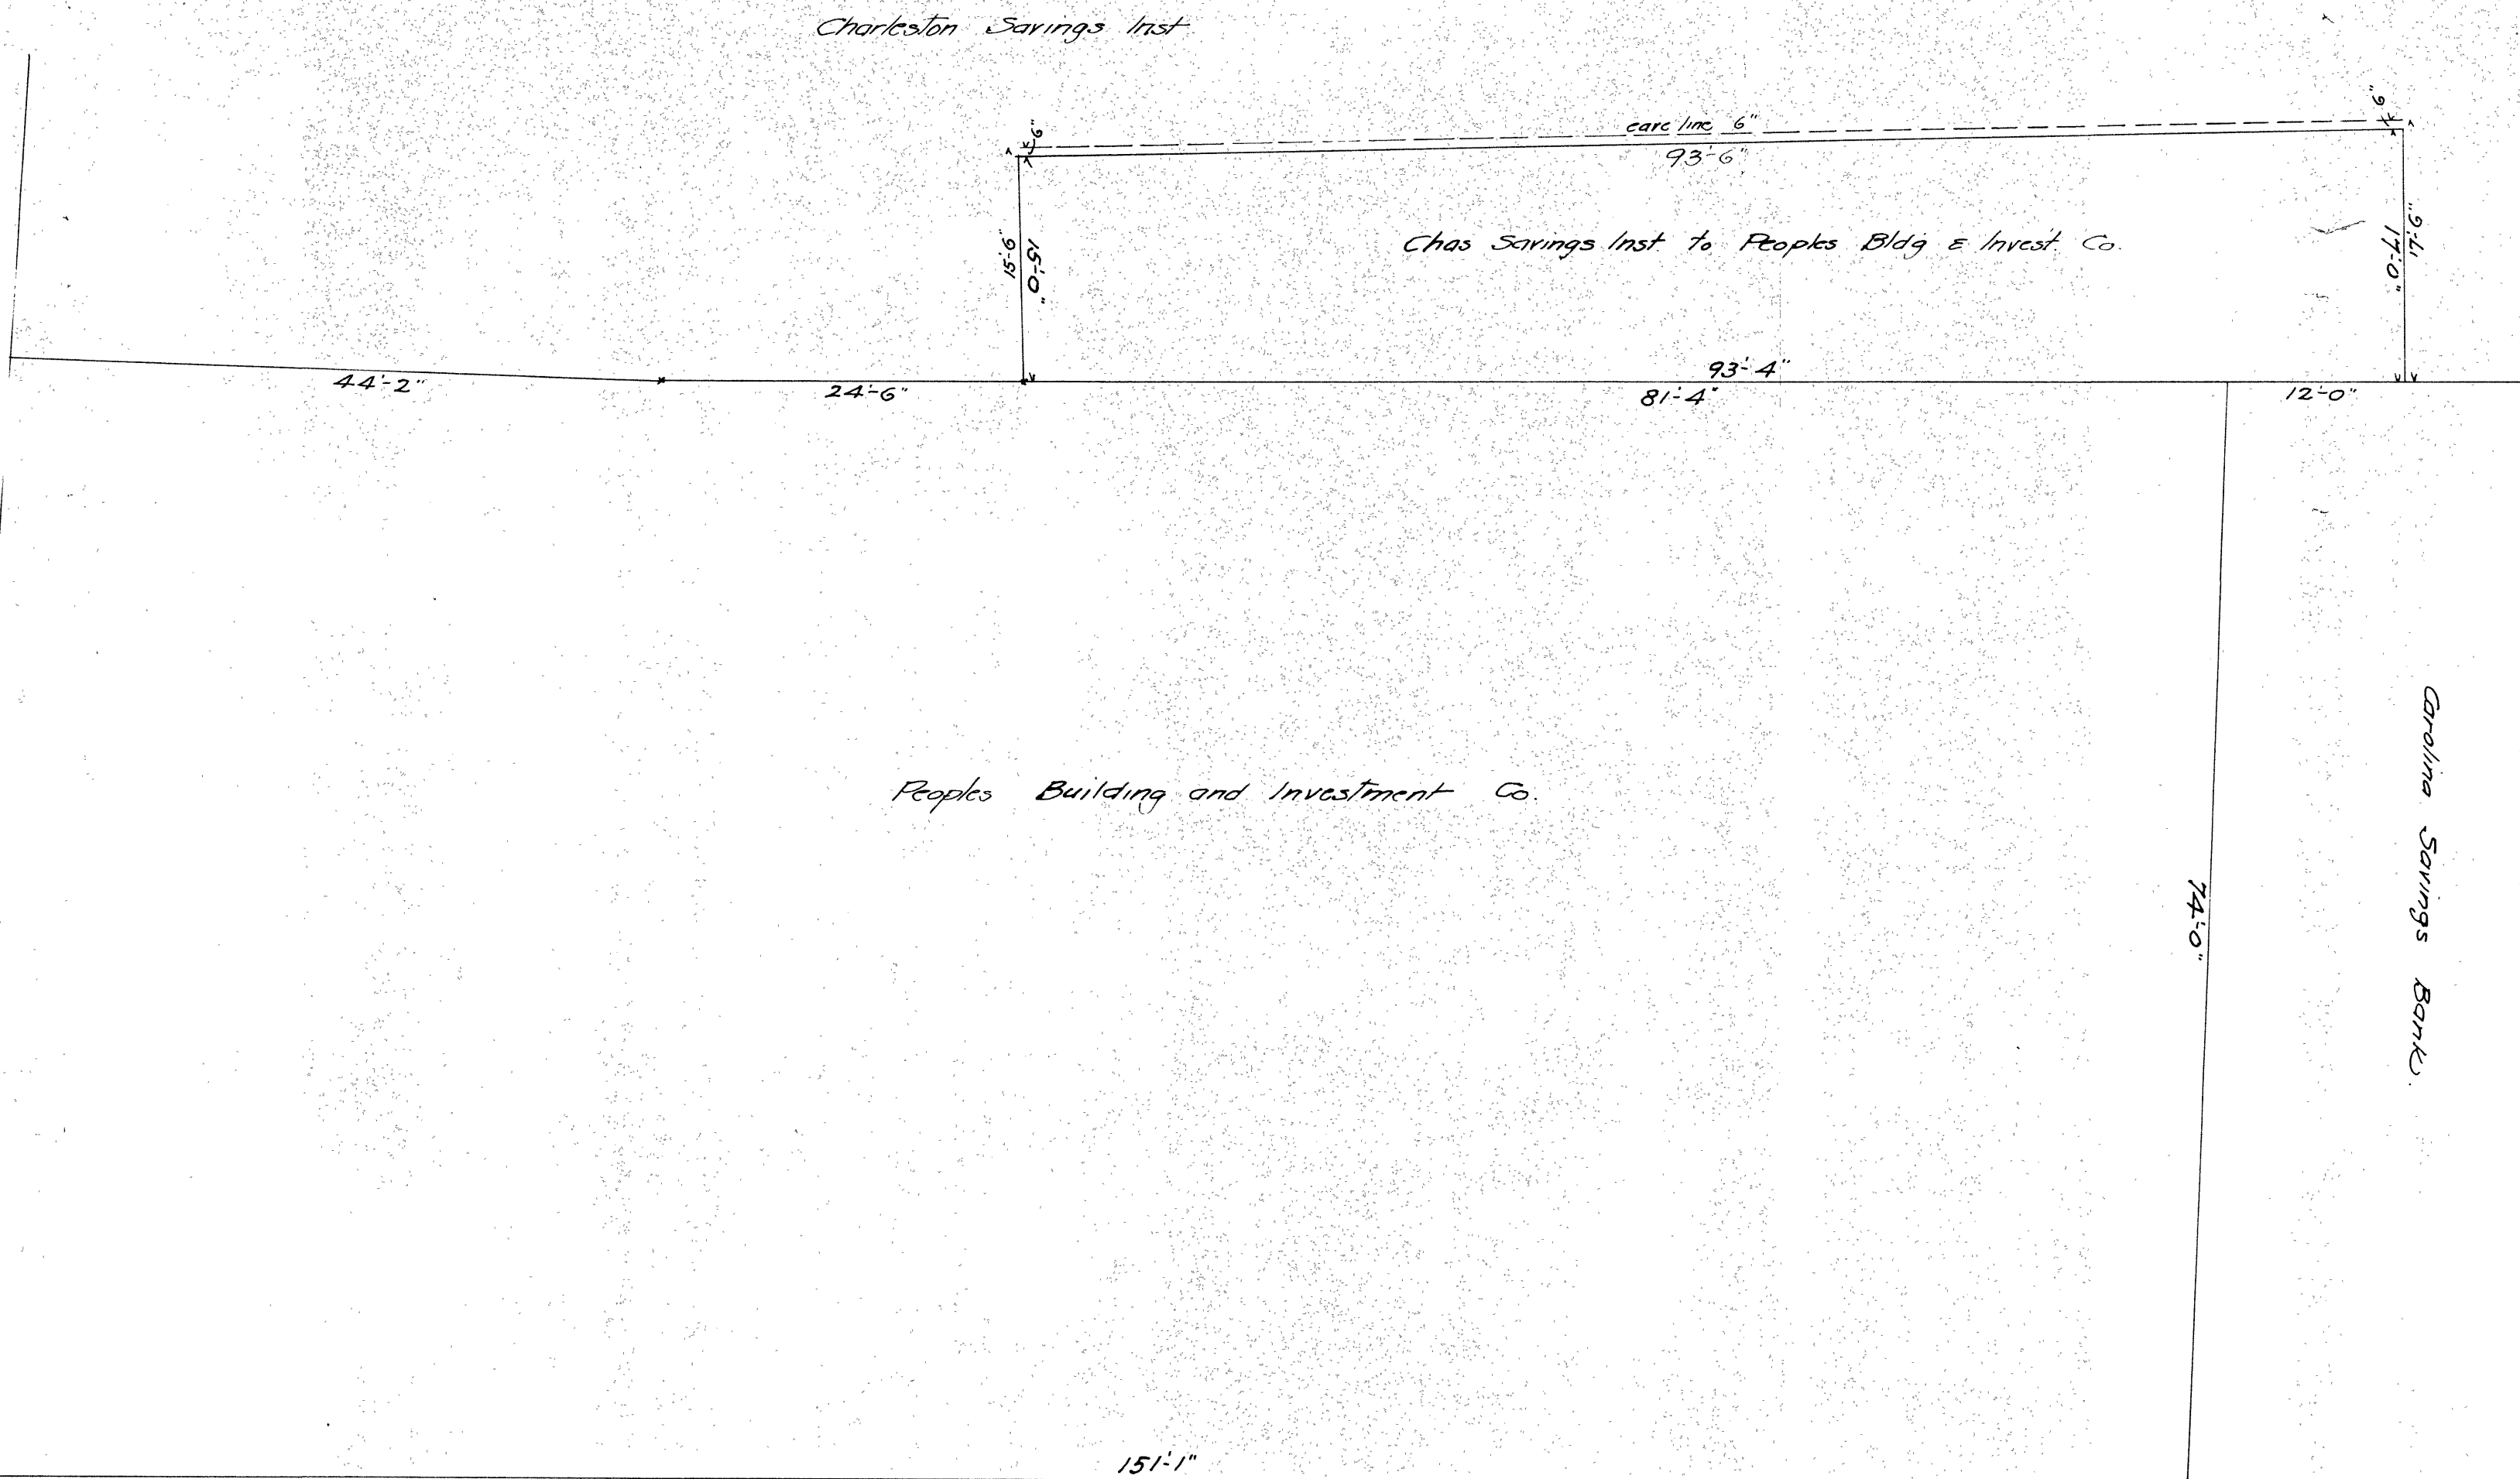 Charleston Savings Inst
6"
6"
eave line 6"
93'-6"
15'-6"
15'-0"
Chas Savings Inst. to Peoples Bldg & Invest. Co.
17'-0"
17'-6"
93'-4"
44'-2"
24'-6"
81'-4"
12'-0"
Peoples Building and Investment Co.
74'-0"
Carolina Savings Bank.
151'-1"